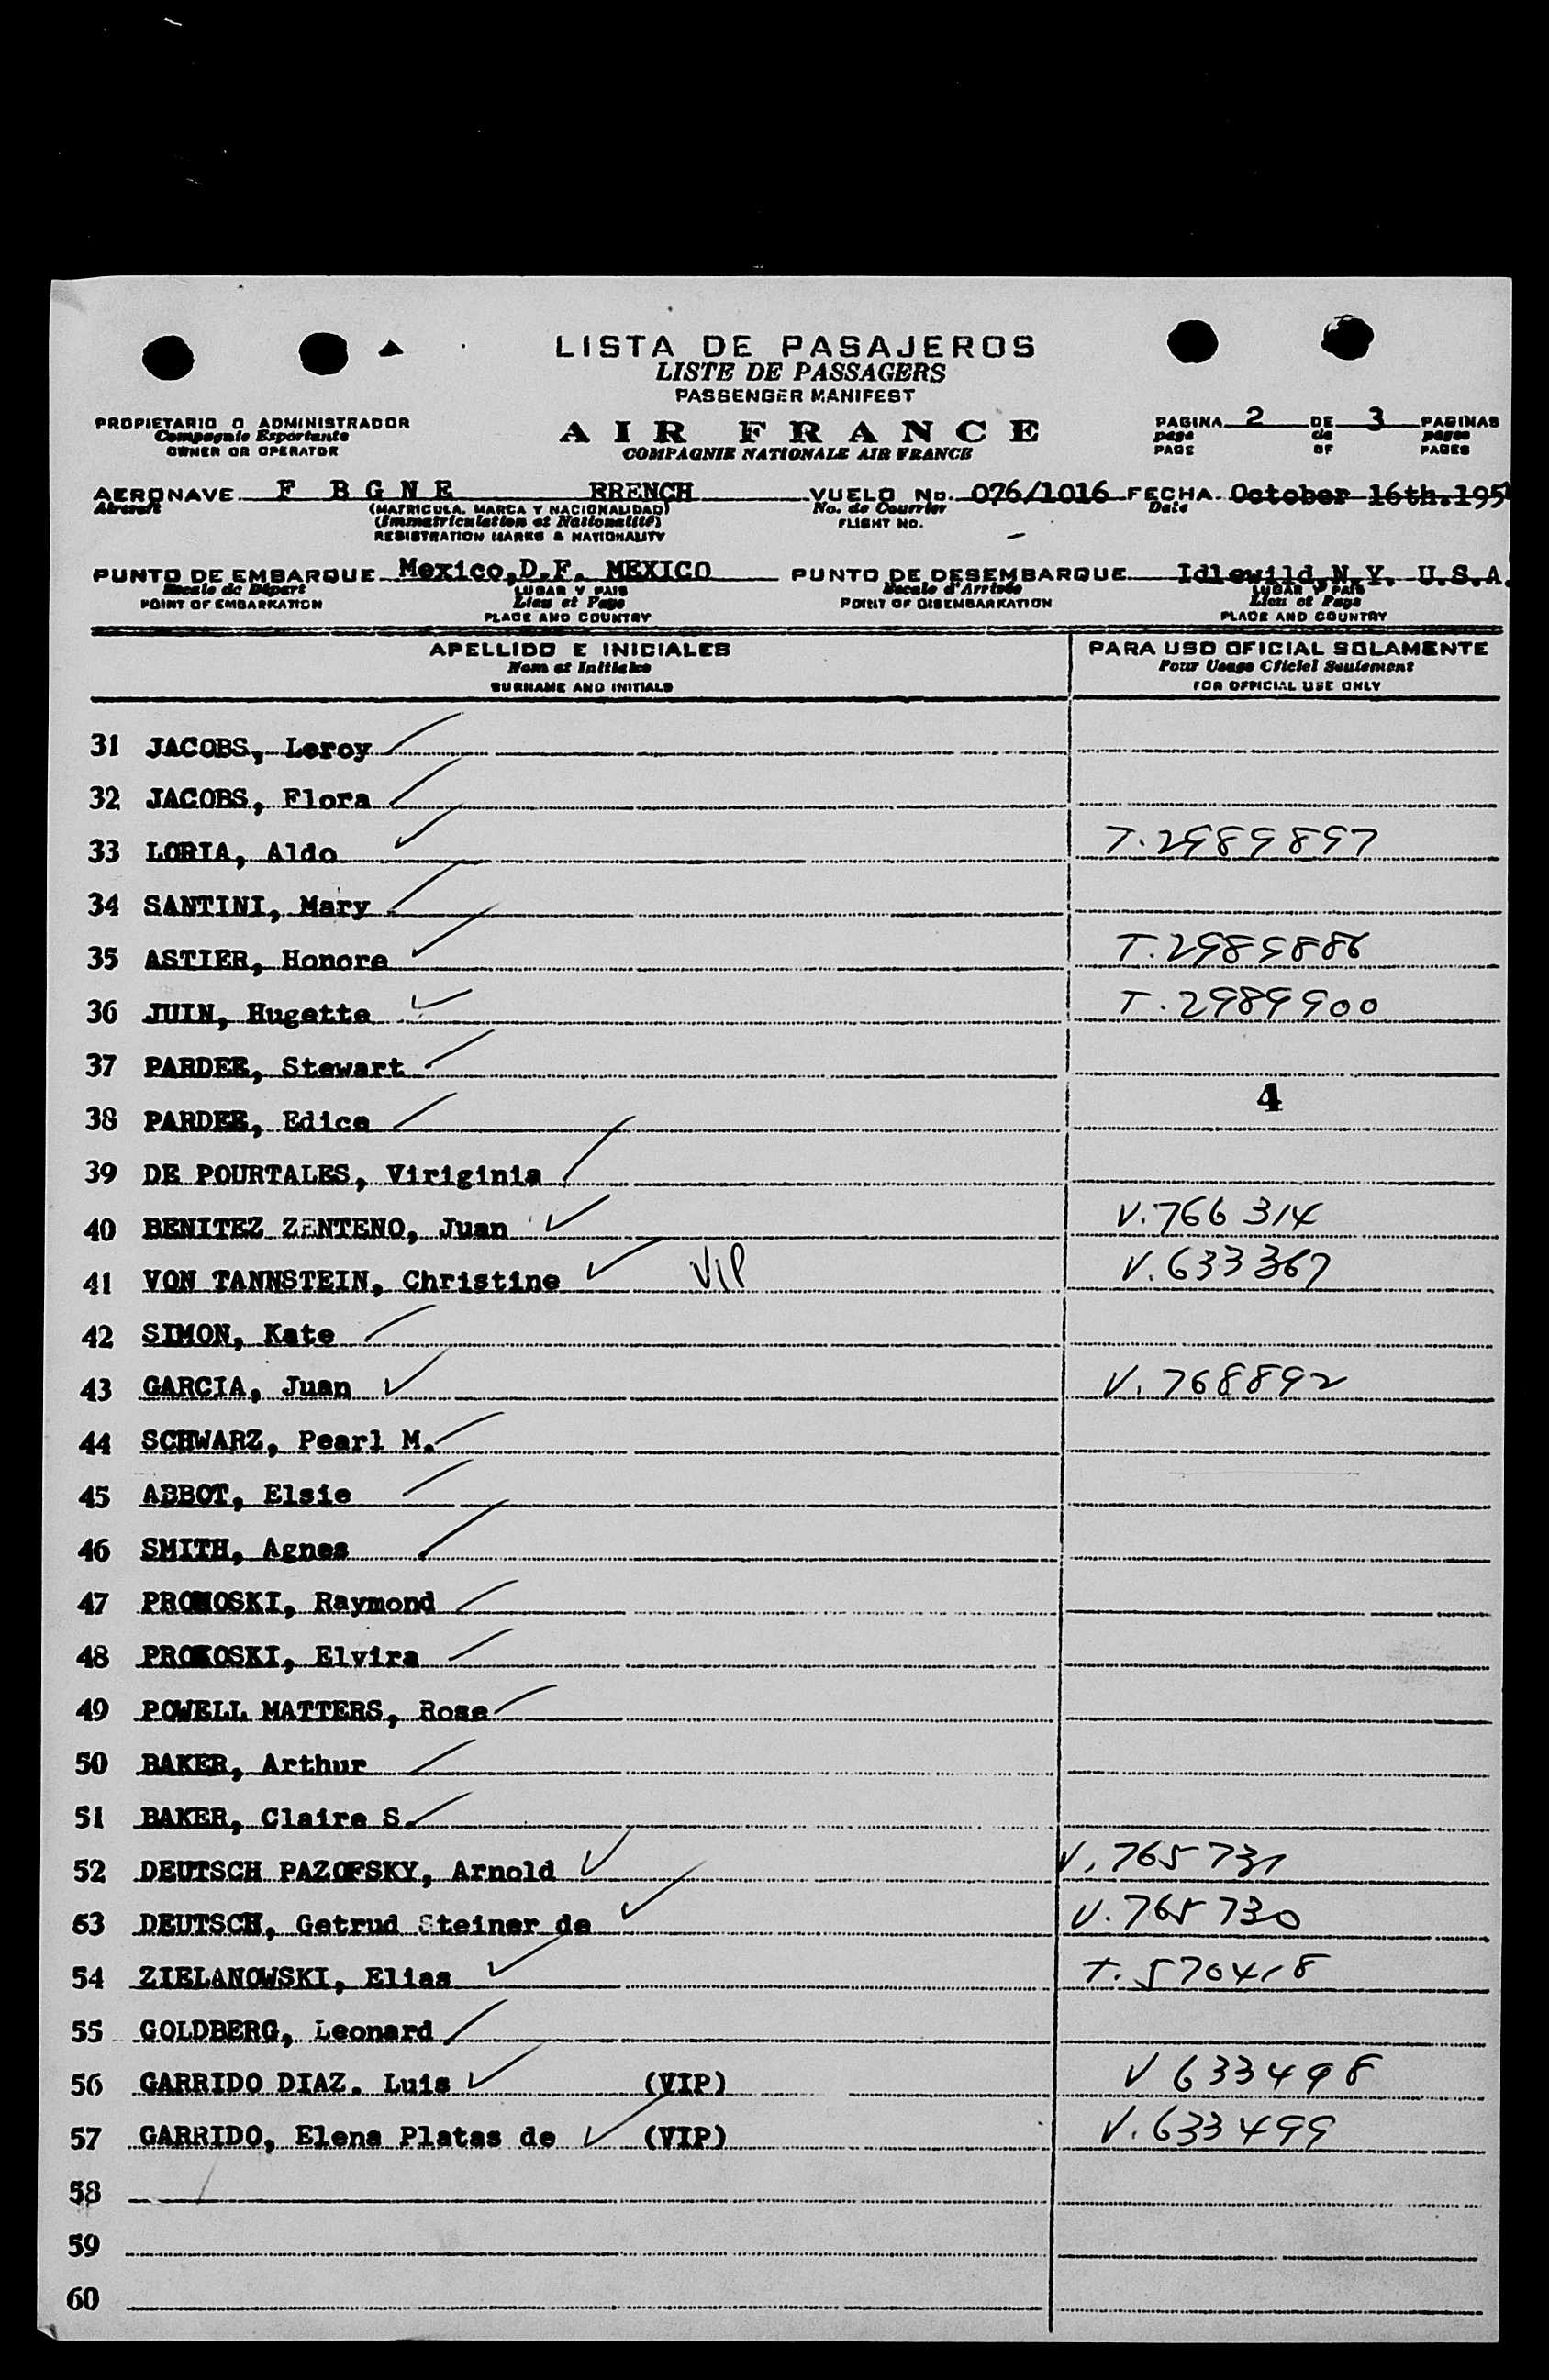 LISTA DE PASAJEROS
LISTE DE PASSAGERS
PASSENGER MANIFEST
PROPIETARIO O ADMINISTRADOR
Compagnie Exportante
OWNER OR OPERATOR
AIR FRANCE
COMPAGNIE NATIONALE AIR FRANCE
PAGINA 2 DE 3 PAGINAS
page de pages
PAGE OF PAGES
AERONAVE F B G N E RRENCH VUELO No. 076/1016 FECHA October 16th.195
Aircraft (MATRICULA. MARCA Y NACIONALIDAD) No. de Courrier Date
(Immatriculation et Nationalitié) FLIGHT NO.
REGISTRATION MARKS & NATIONALITY
PUNTO DE EMBARQUE Mexico,D.F. MEXICO PUNTO DE DESEMBARQUE Idlewild,N.Y. U.S.A.
Escale de Départ LUGAR Y PAIS Escale d'Arrivée LUGAR Y PAIS
POINT OF EMBARKATION Lieu et Pays POINT OF DISEMBARKATION Lieu et Pays
PLACE AND COUNTRY PLACE AND COUNTRY
APELLIDO E INICIALES PARA USO OFICIAL SOLAMENTE
Nom et Initiales Pour Usage Officiel Seulement
SURNAME AND INITIALS FOR OFFICIAL USE ONLY
31 JACOBS, Leroy
32 JACOBS, Flora
33 LORIA, Aldo T.2989897
34 SANTINI, Mary
35 ASTIER, Honore T.2989886
36 JUIN, Hugette T.2989900
37 PARDEE, Stewart
4
38 PARDEE, Edice
39 DE POURTALES, Viriginia
40 BENITEZ ZENTENO, Juan V.766314
41 VON TANNSTEIN, Christine VIP V.633367
42 SIMON, Kate
43 GARCIA, Juan V.768892
44 SCHWARZ, Pearl M.
45 ABBOT, Elsie
46 SMITH, Agnes
47 Raymond
48 Elvira
49 POWELL MATTERS, Rose
50 BAKER, Arthur
51 BAKER, Claire S.
52 DEUTSCH PAZOFSKY, Arnold V.765731
53 DEUTSCH, Getrud Steiner de V.765730
54 ZIELANOWSKI, Elias T.570418
55 GOLDBERG, Leonard
56 GARRIDO DIAZ. Luis (VIP) V 633498
57 GARRIDO, Elena Platas de (VIP) V.633499
58
59
60